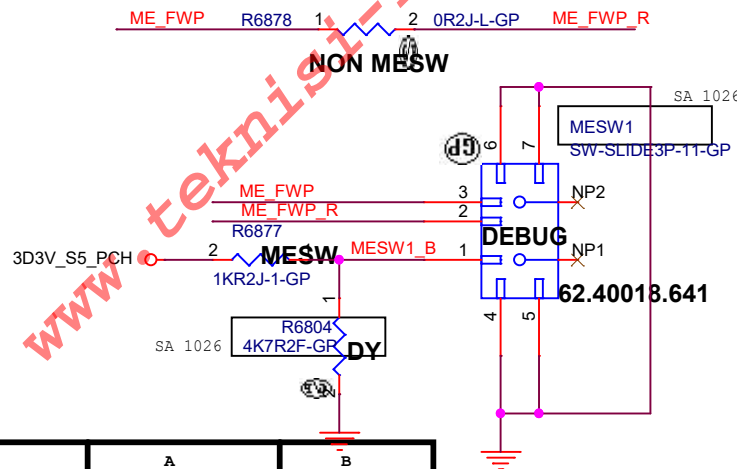 ME_FWP R6878 1 2 0R2J-L-GP ME_FWP_R
NON MESW
SA 1026
MESW1
SW-SLIDE3P-11-GP
6 7
ME_FWP 3 NP2
ME_FWP_R 2
R6877 DEBUG
3D3V_S5_PCH 2 MESW MESW1_B 1 NP1
1KR2J-1-GP
62.40018.641
1 4 5
R6804
SA 1026 4K7R2F-GP DY
2
A B
www.teknisi-